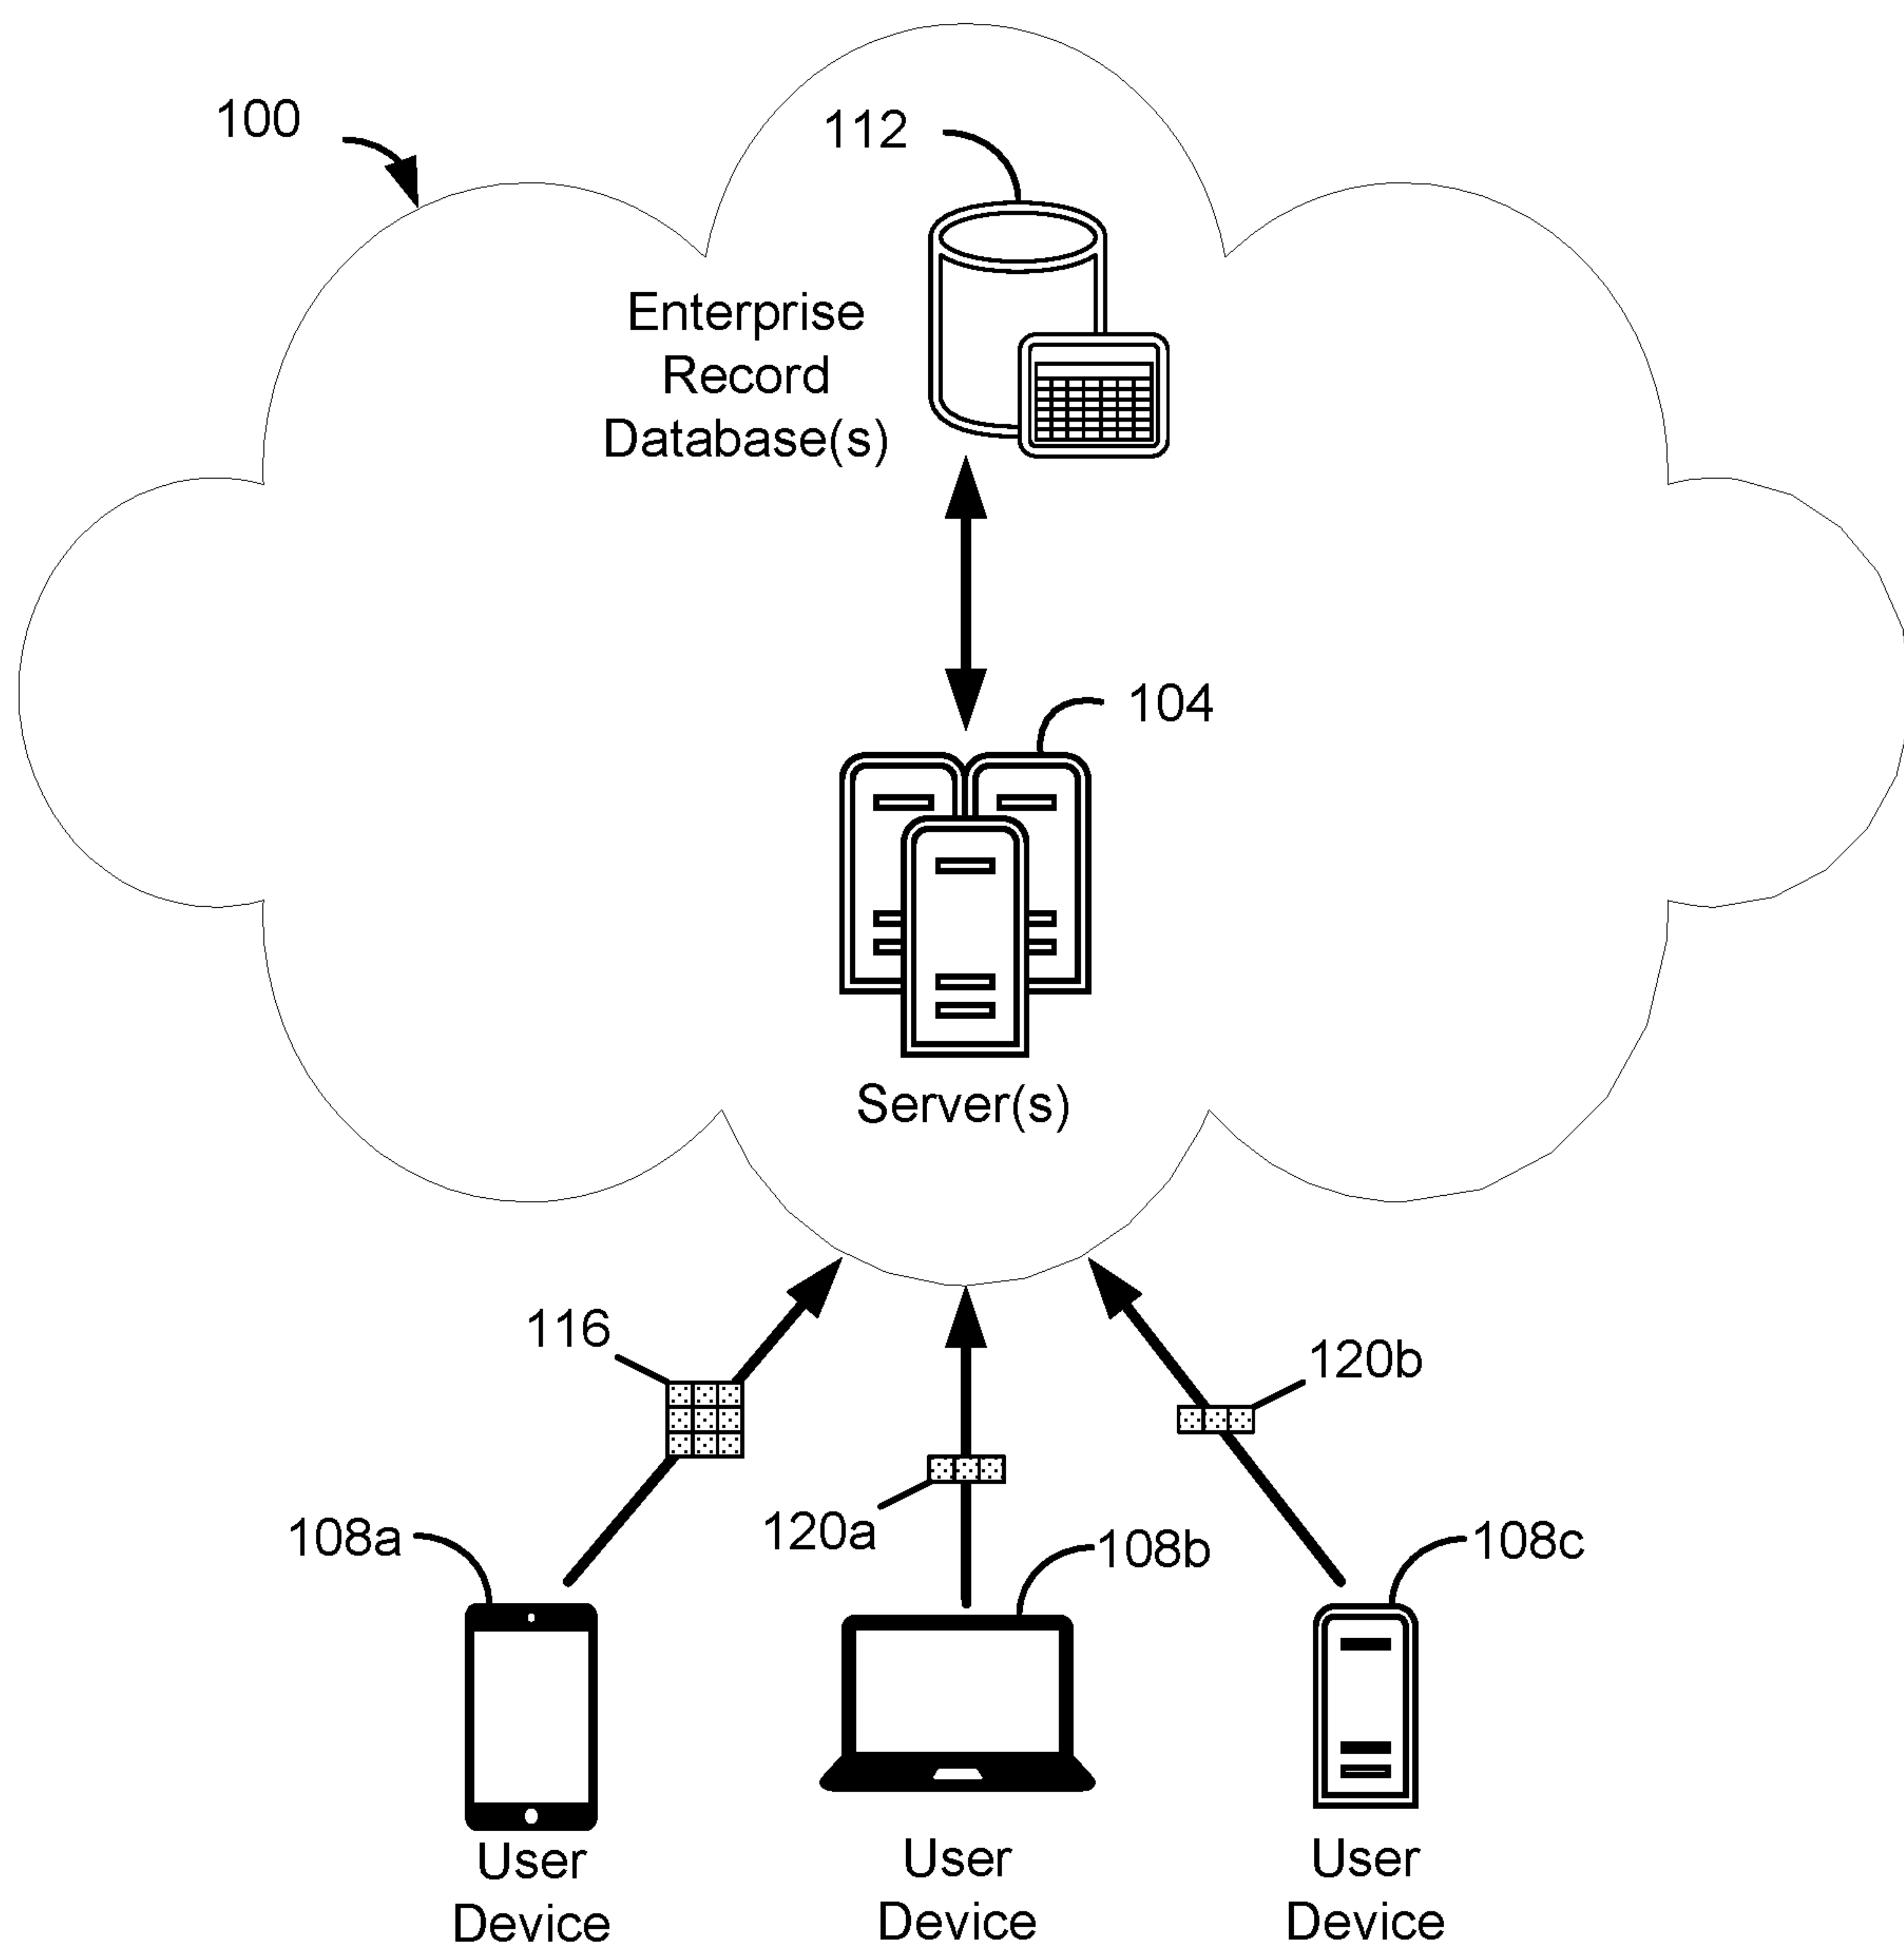 100
112
Enterprise
Record
Database(s)
104
Server(s)
116
120b
120a
108a
108b
108c
User
Device
User
Device
User
Device